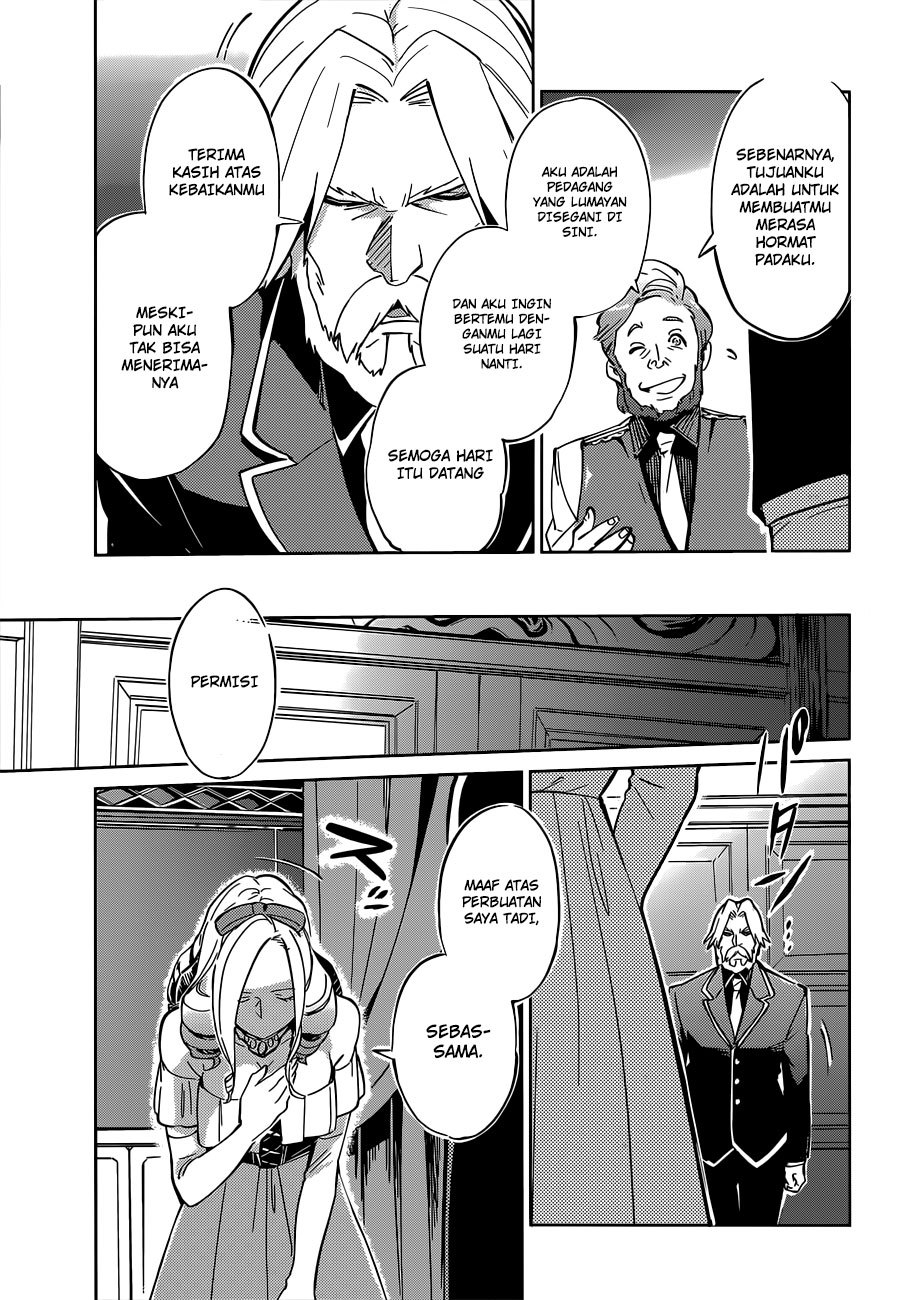 SEBENARNYA,
TUJUANKU
ADALAH UNTUK
MEMBUATMU
MERASA
HORMAT
PADAKU.
AKU ADALAH
PEDAGANG
YANG LUMAYAN
DISEGANI DI
SINI.
DAN AKU INGIN
BERTEMU DEN-
GANMU LAGI
SUATU HARI
NANTI.
SEMOGA HARI
ITU DATANG
TERIMA
KASIH ATAS
KEBAIKANMU
MESKI-
PUN AKU
TAK BISA
MENERIMA-
NYA
PERMISI
パタ
MAAF ATAS
PERBUATAN
SAYA TADI,
SEBAS-
SAMA.